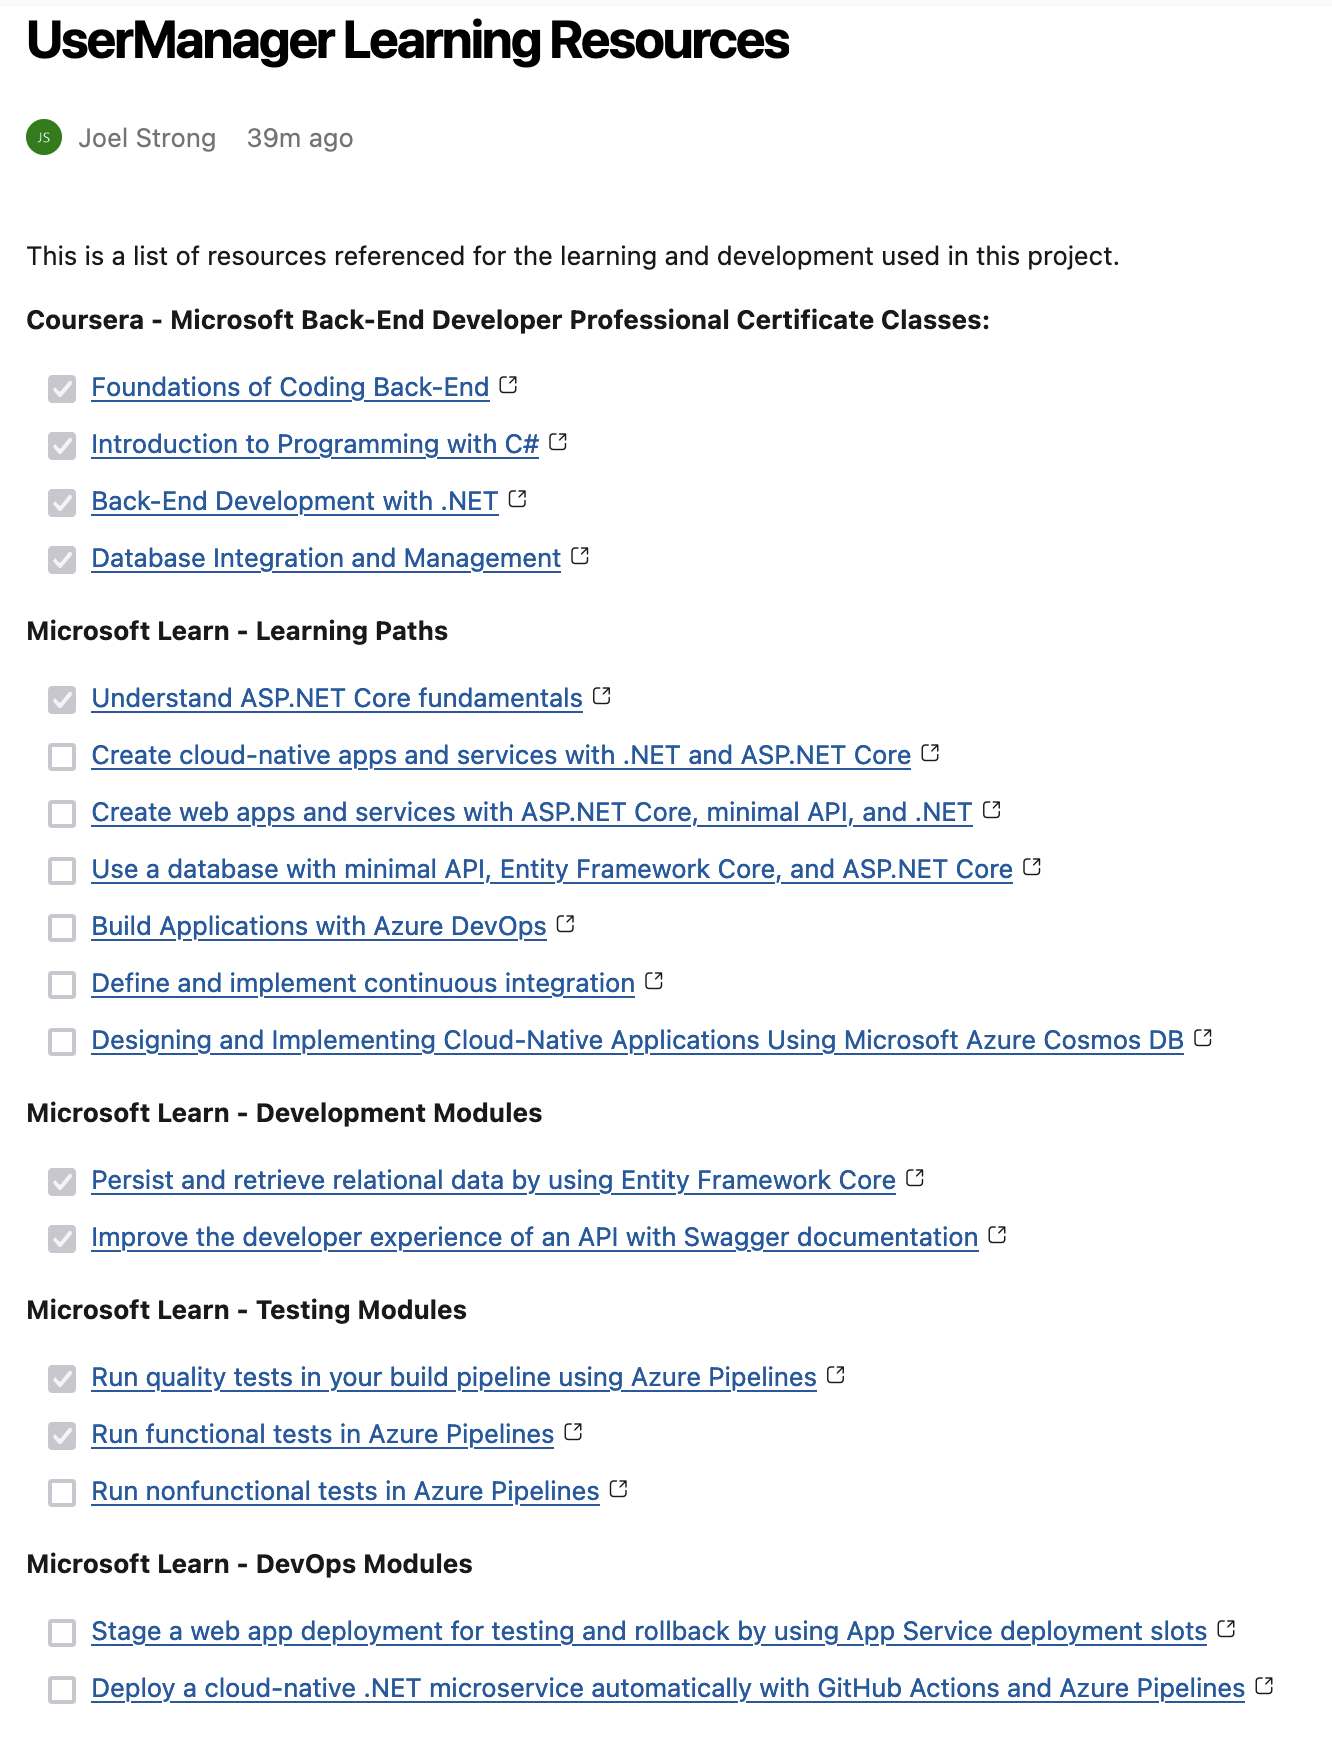 UserManager Learning Resources
JS Joel Strong 39m ago
This is a list of resources referenced for the learning and development used in this project.
Coursera - Microsoft Back-End Developer Professional Certificate Classes:
Foundations of Coding Back-End
Introduction to Programming with C#
Back-End Development with .NET
Database Integration and Management
Microsoft Learn - Learning Paths
Understand ASP.NET Core fundamentals
Create cloud-native apps and services with .NET and ASP.NET Core
Create web apps and services with ASP.NET Core, minimal API, and .NET
Use a database with minimal API, Entity Framework Core, and ASP.NET Core
Build Applications with Azure DevOps
Define and implement continuous integration
Designing and Implementing Cloud-Native Applications Using Microsoft Azure Cosmos DB
Microsoft Learn - Development Modules
Persist and retrieve relational data by using Entity Framework Core
Improve the developer experience of an API with Swagger documentation
Microsoft Learn - Testing Modules
Run quality tests in your build pipeline using Azure Pipelines
Run functional tests in Azure Pipelines
Run nonfunctional tests in Azure Pipelines
Microsoft Learn - DevOps Modules
Stage a web app deployment for testing and rollback by using App Service deployment slots
Deploy a cloud-native .NET microservice automatically with GitHub Actions and Azure Pipelines